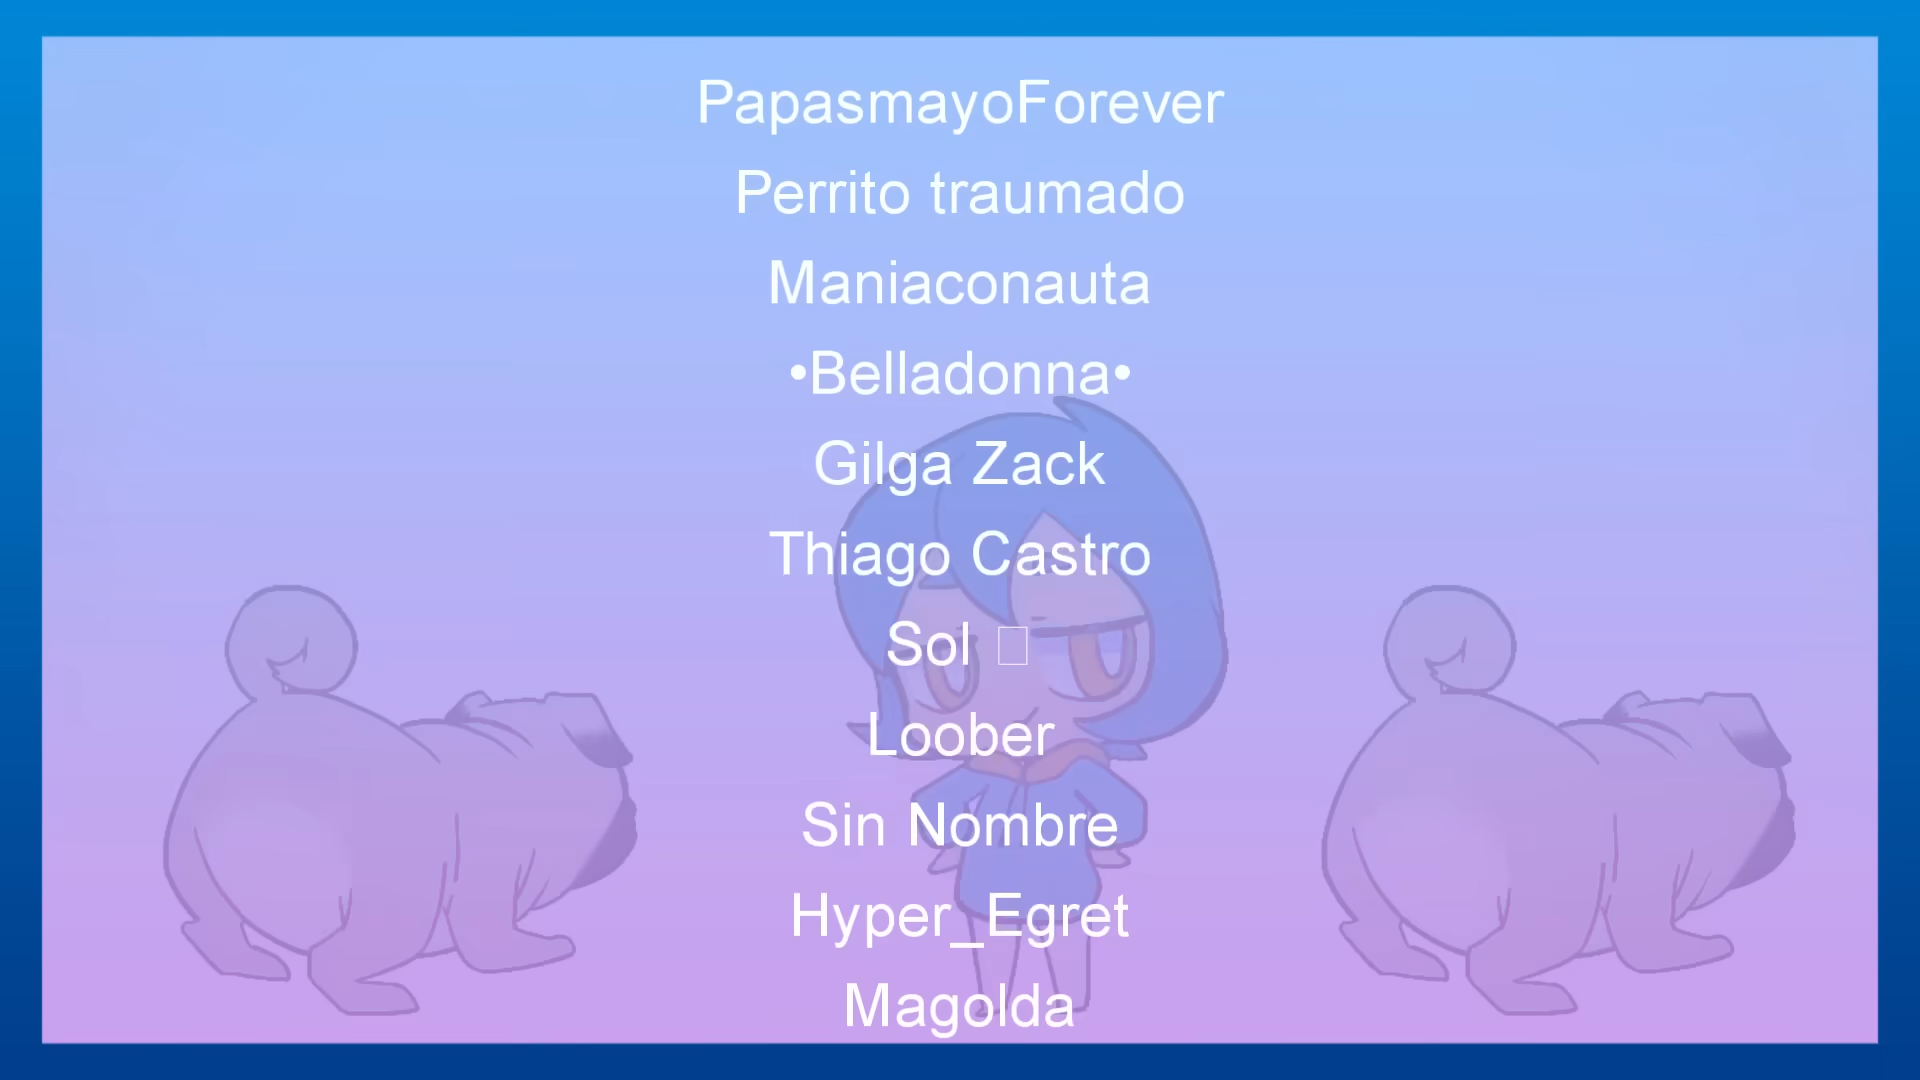 PapasmayoForever
Perrito traumado
Maniaconauta
•Belladonna•
Gilga Zack
Thiago Castro
Sol
Loober
Sin Nombre
Hyper_Egret
Magolda